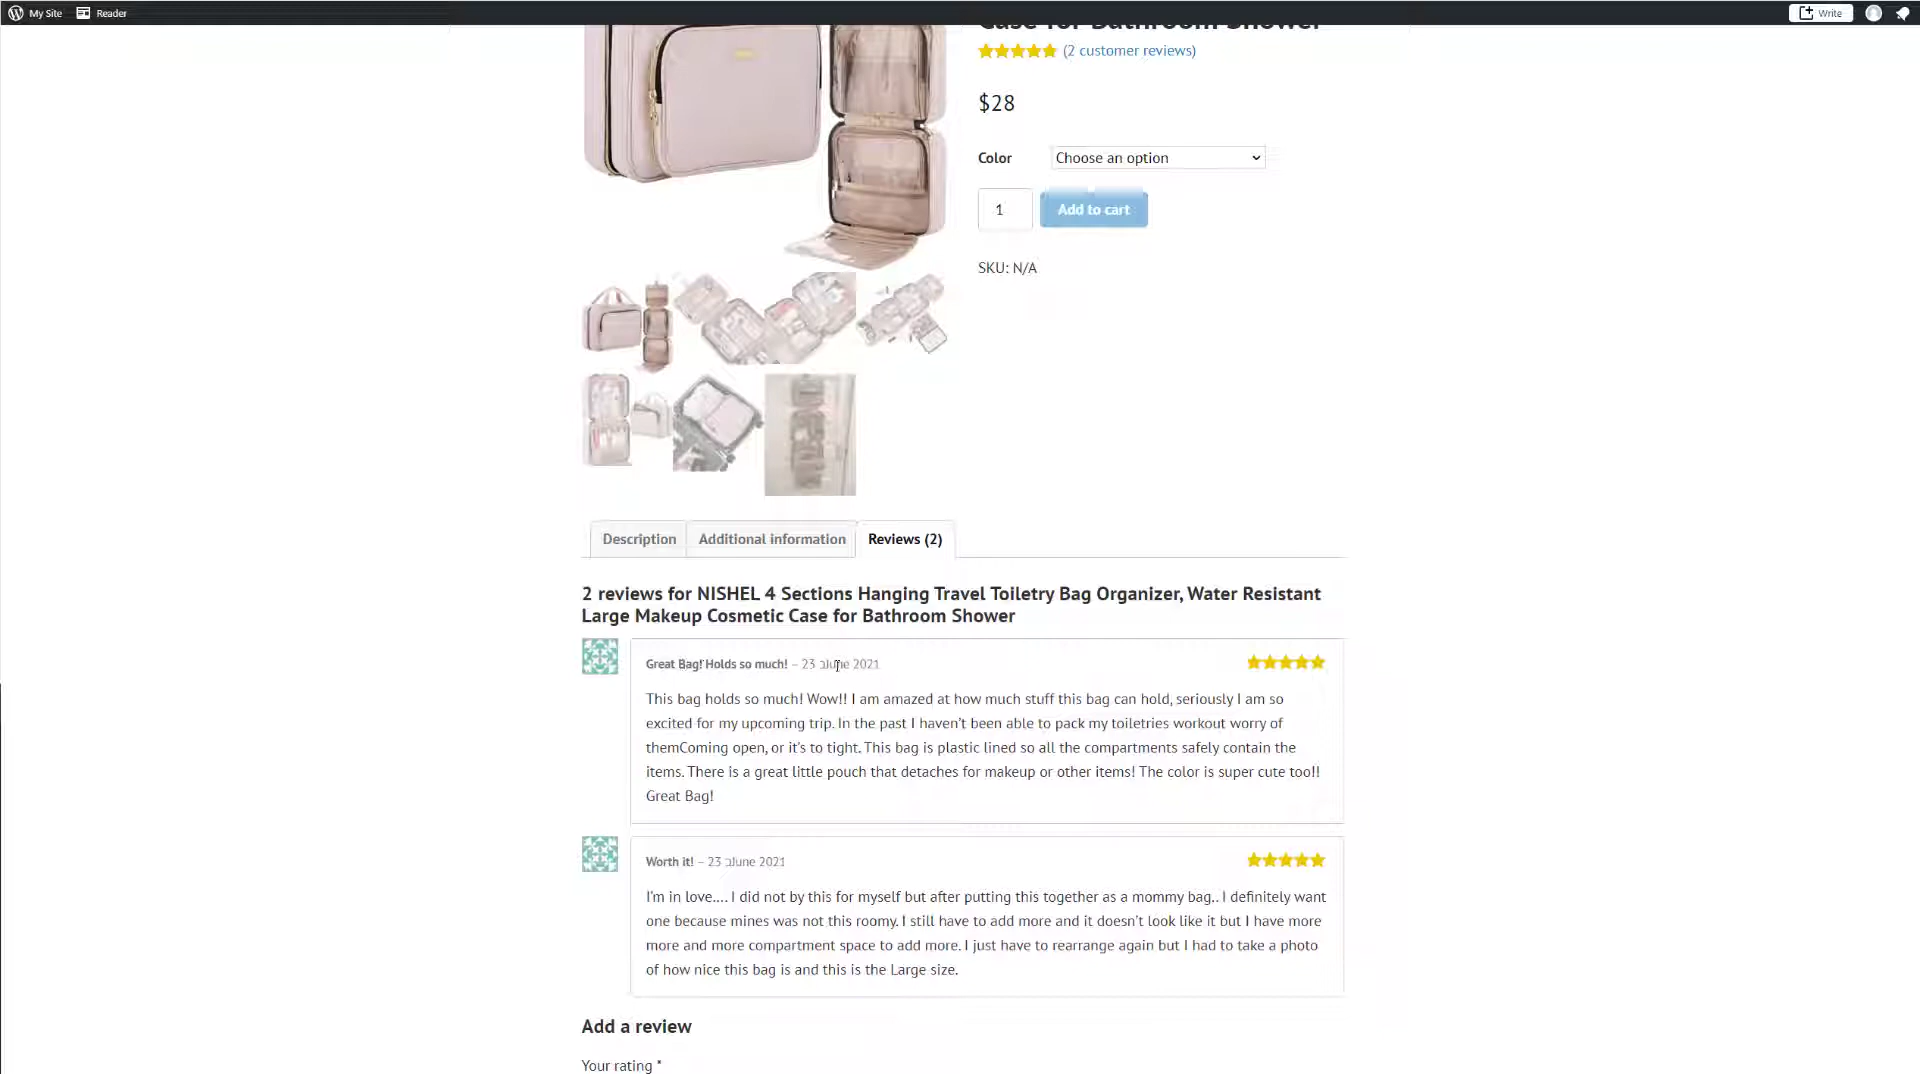 My Site Reader Write
Case for Bathroom Shower
(2 customer reviews)
$28
Color Choose an option
1 Add to cart
SKU: N/A
Description Additional information Reviews (2)
2 reviews for NISHEL 4 Sections Hanging Travel Toiletry Bag Organizer, Water Resistant
Large Makeup Cosmetic Case for Bathroom Shower
Great Bag! Holds so much! – 23 בJune 2021
This bag holds so much! Wow!! I am amazed at how much stuff this bag can hold, seriously I am so
excited for my upcoming trip. In the past I haven't been able to pack my toiletries workout worry of
themComing open, or it's to tight. This bag is plastic lined so all the compartments safely contain the
items. There is a great little pouch that detaches for makeup or other items! The color is super cute too!!
Great Bag!
Worth it! – 23 בJune 2021
I'm in love…. I did not by this for myself but after putting this together as a mommy bag.. I definitely want
one because mines was not this roomy. I still have to add more and it doesn't look like it but I have more
more and more compartment space to add more. I just have to rearrange again but I had to take a photo
of how nice this bag is and this is the Large size.
Add a review
Your rating *